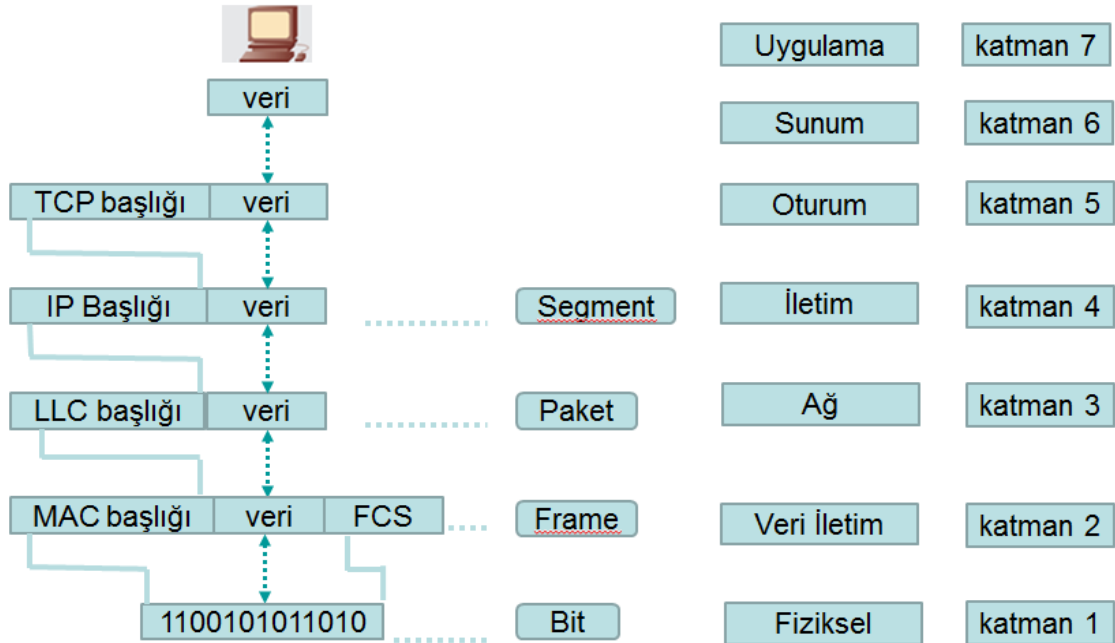 Uygulama katman 7
veri
Sunum katman 6
TCP başlığı veri
Oturum katman 5
IP Başlığı veri Segment İletim katman 4
LLC başlığı veri Paket Ağ katman 3
MAC başlığı veri FCS Frame Veri İletim katman 2
1100101011010 Bit Fiziksel katman 1